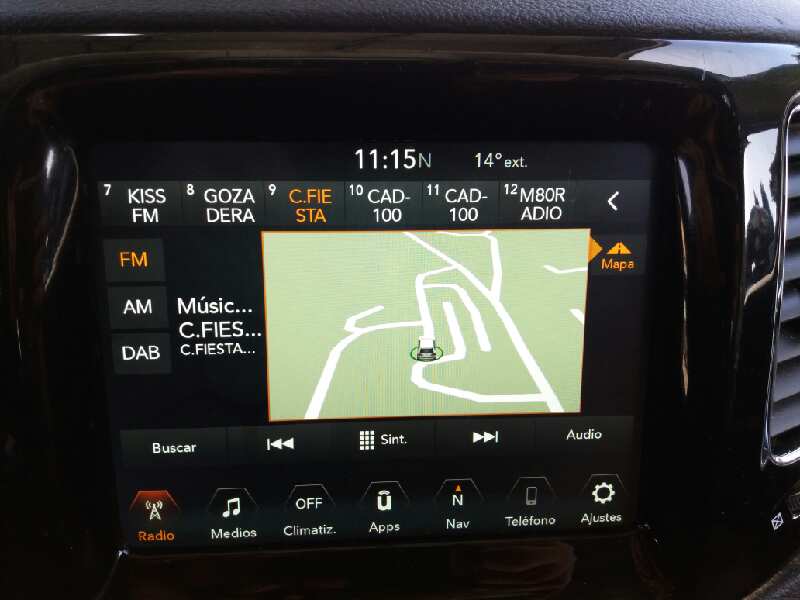 11:15N 14° ext.
7 KISS FM
8 GOZA DERA
9 C.FIE STA
10 CAD- 100
11 CAD- 100
12 M80R ADIO
FM
Mapa
AM
Músic...
C.FIES...
C.FIESTA...
DAB
Buscar
Sint.
Audio
OFF
N
Radio
Medios
Climatiz.
Apps
Nav
Teléfono
Ajustes